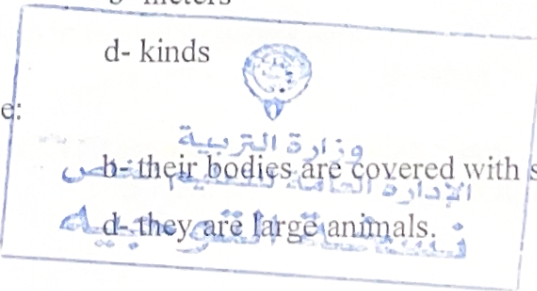 d- kinds
e:
وزارة التربية
b- their bodies are covered with s
d- they are large animals.